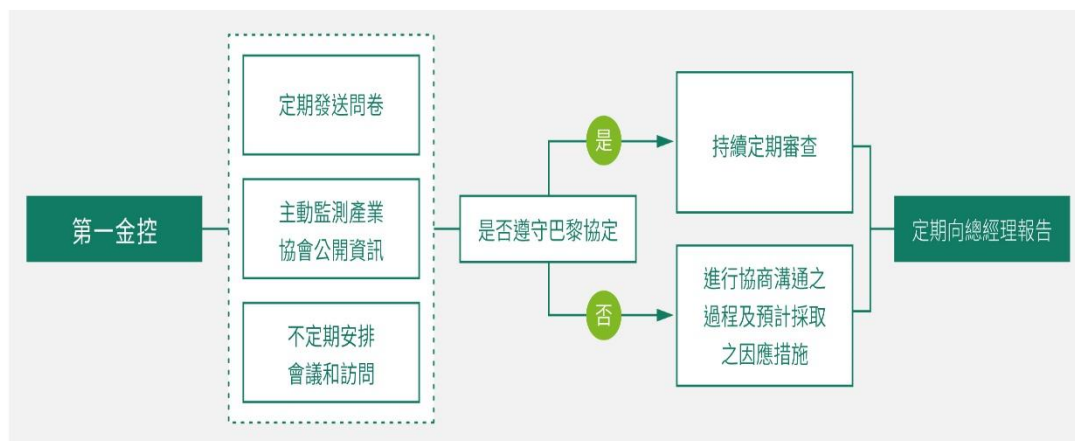 第一金控
定期發送問卷
主動監測產業
協會公開資訊
不定期安排
會議和訪問
是否遵守巴黎協定
是
否
持續定期審查
進行協商溝通之
過程及預計採取
之因應措施
定期向總經理報告